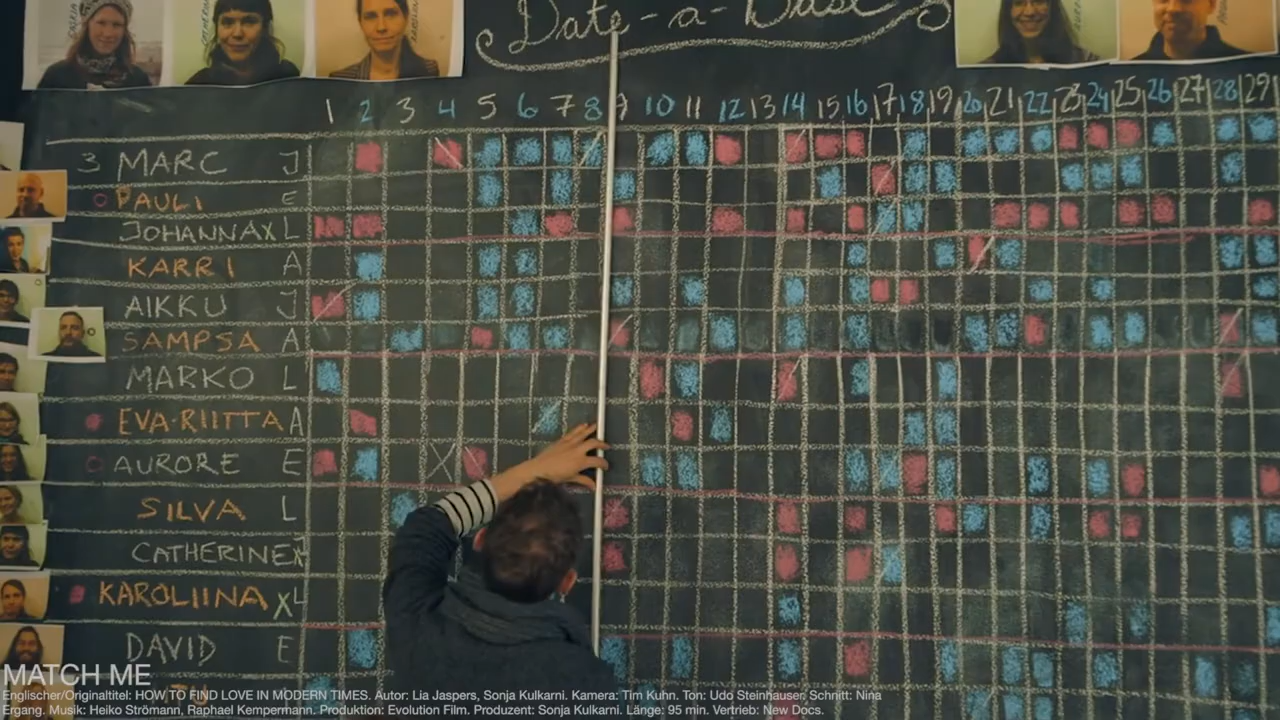 Date-a-Base
1 2 3 4 5 6 7 8 9 10 11 12 13 14 15 16 17 18 19 20 21 22 23 24 25 26 27 28 29
3 MARC J
PAULI E
JOHANNA X L
KARRI A
AIKKU J
SAMPSA A
MARKO L
EVA-RIITTA A
AURORE E
SILVA L
CATHERINE
KAROLIINA XL
DAVID E
MATCH ME
Englischer/Originaltitel: HOW TO FIND LOVE IN MODERN TIMES. Autor: Lia Jaspers, Sonja Kulkarni. Kamera: Tim Kuhn. Ton: Udo Steinhauser. Schnitt: Nina
Ergang. Musik: Heiko Strömann, Raphael Kempermann. Produktion: Evolution Film. Produzent: Sonja Kulkarni. Länge: 95 min. Vertrieb: New Docs.